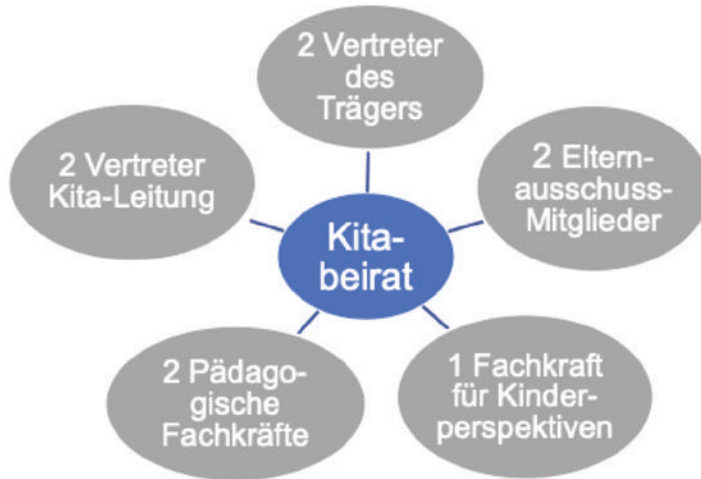 2 Vertreter
des
Trägers
2 Vertreter
Kita-Leitung
2 Eltern-
ausschuss-
Mitglieder
Kita-
beirat
2 Pädago-
gische
Fachkräfte
1 Fachkraft
für Kinder-
perspektiven